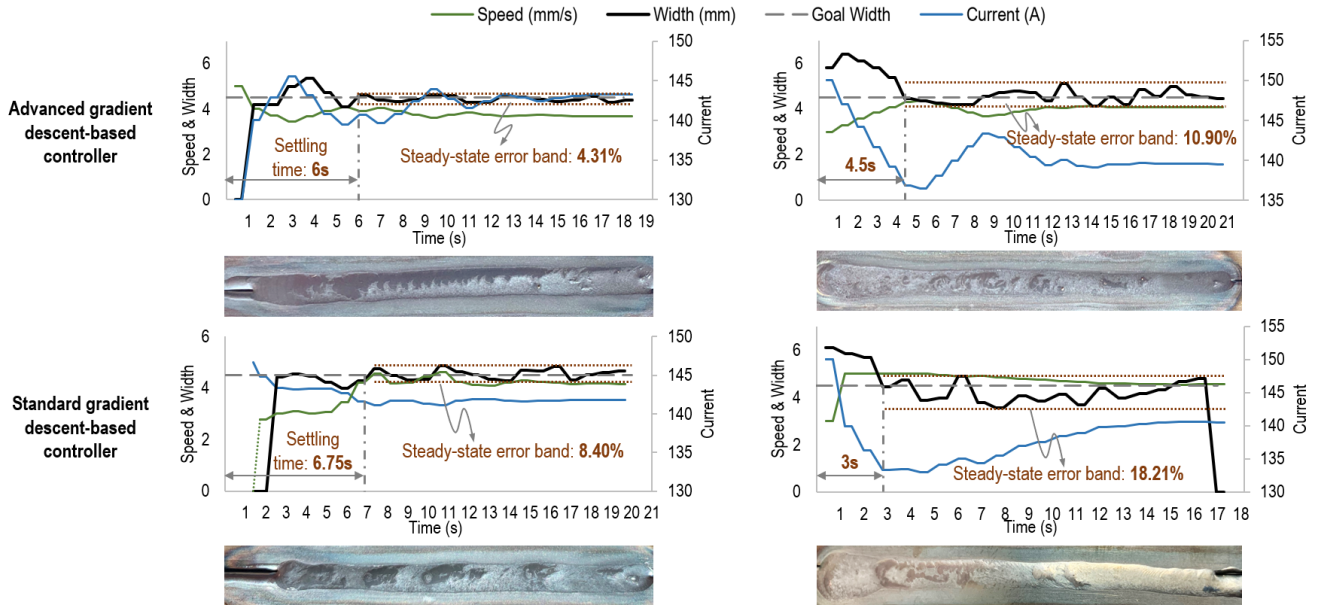 Speed (mm/s) Width (mm) Goal Width Current (A)
Advanced gradient
descent-based
controller
Speed & Width
6
4
2
0
150
145
140
135
130
Current
Settling
time: 6s
Steady-state error band: 4.31%
1 2 3 4 5 6 7 8 9 10 11 12 13 14 15 16 17 18 19
Time (s)
Speed & Width
6
4
2
0
155
150
145
140
135
Current
4.5s
Steady-state error band:
10.90%
1 2 3 4 5 6 7 8 9 10 11 12 13 14 15 16 17 18 19 20 21
Time (s)
Standard gradient
descent-based
controller
Speed & Width
6
4
2
0
150
145
140
135
130
Current
Settling
time: 6.75s
Steady-state error band: 8.40%
1 2 3 4 5 6 7 8 9 10 11 12 13 14 15 16 17 18 19 20 21
Time (s)
Speed & Width
6
4
2
0
155
150
145
140
135
130
Current
3s
Steady-state error band: 18.21%
1 2 3 4 5 6 7 8 9 10 11 12 13 14 15 16 17 18
Time (s)